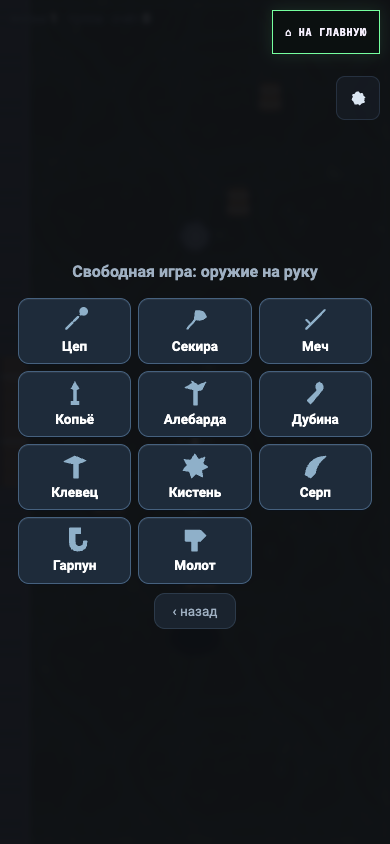 ⌂ НА ГЛАВНУЮ
Свободная игра: оружие на руку
Цеп
Секира
Меч
Копьё
Алебарда
Дубина
Клевец
Кистень
Серп
Гарпун
Молот
‹ назад